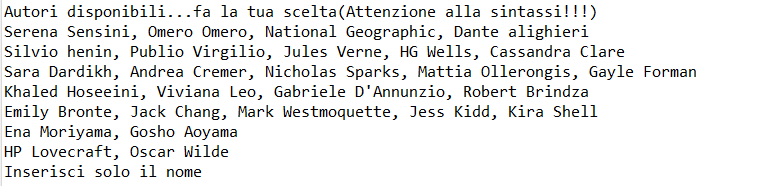 Autori disponibili...fa la tua scelta(Attenzione alla sintassi!!!)
Serena Sensini, Omero Omero, National Geographic, Dante alighieri
Silvio henin, Publio Virgilio, Jules Verne, HG Wells, Cassandra Clare
Sara Dardikh, Andrea Cremer, Nicholas Sparks, Mattia Ollerongis, Gayle Forman
Khaled Hoseeini, Viviana Leo, Gabriele D'Annunzio, Robert Brindza
Emily Bronte, Jack Chang, Mark Westmoquette, Jess Kidd, Kira Shell
Ena Moriyama, Gosho Aoyama
HP Lovecraft, Oscar Wilde
Inserisci solo il nome